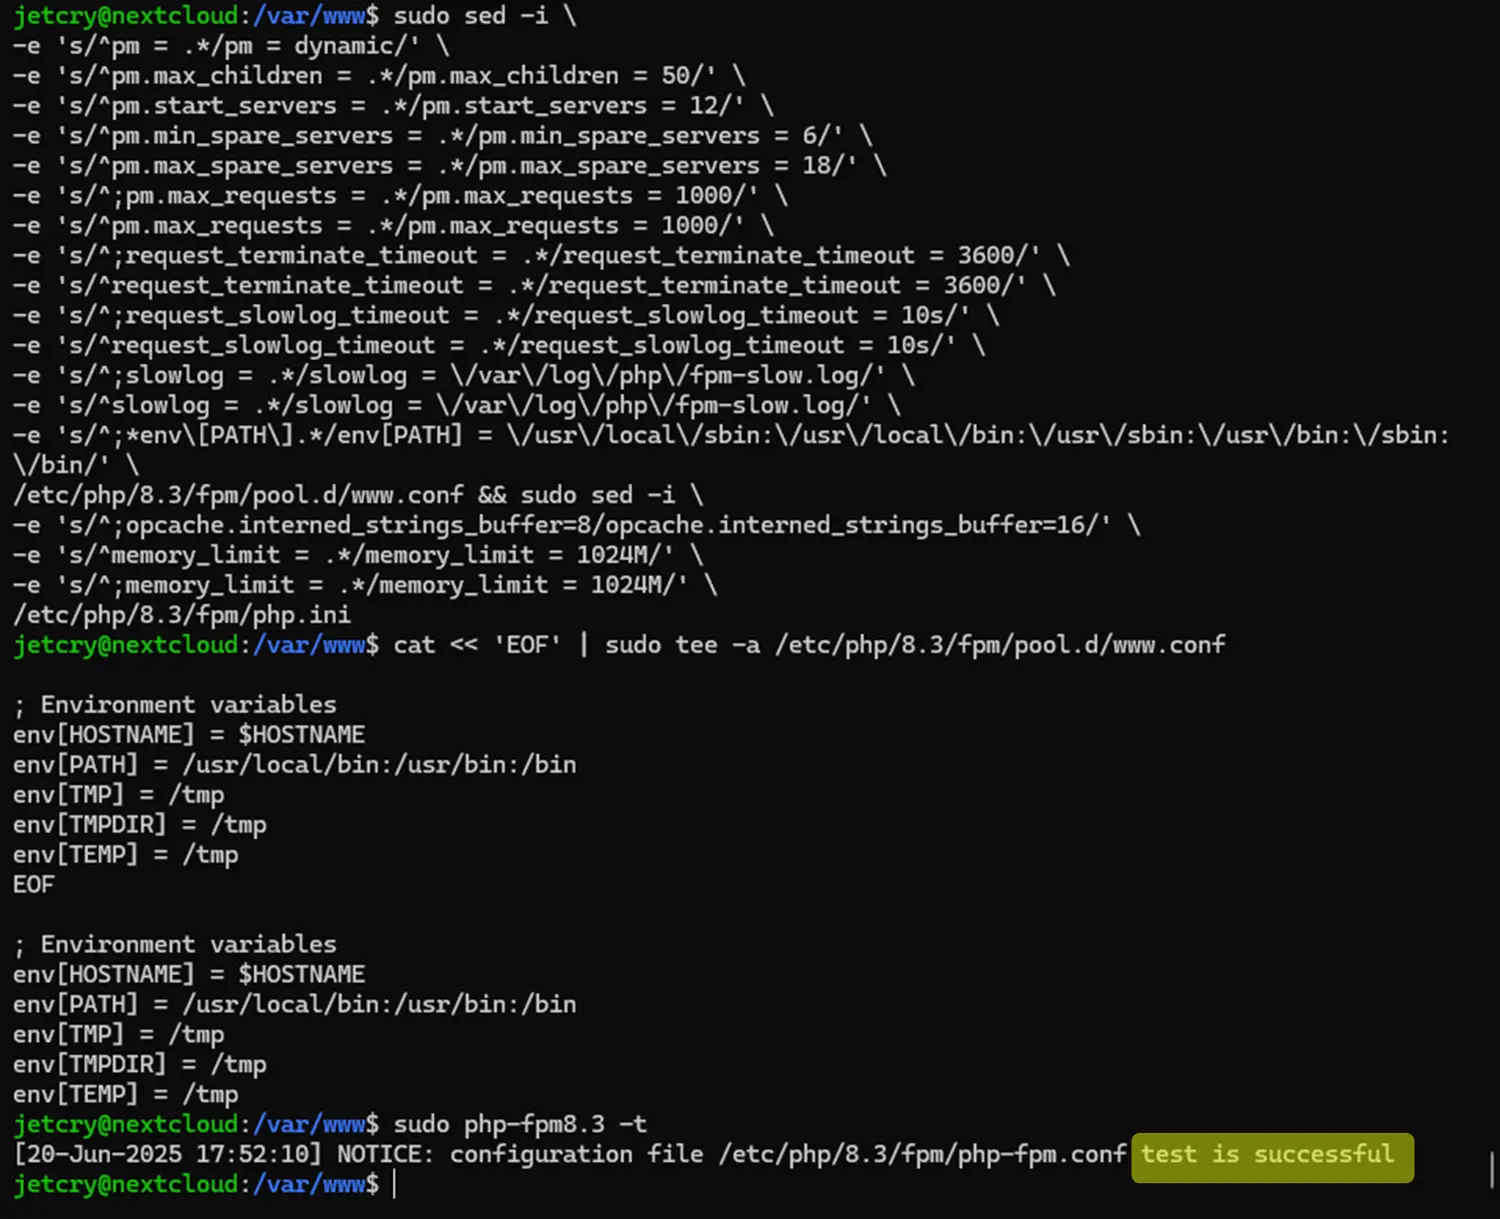 jetcry@nextcloud:/var/www$ sudo sed -i \
-e 's/^pm = .*/pm = dynamic/' \
-e 's/^pm.max_children = .*/pm.max_children = 50/' \
-e 's/^pm.start_servers = .*/pm.start_servers = 12/' \
-e 's/^pm.min_spare_servers = .*/pm.min_spare_servers = 6/' \
-e 's/^pm.max_spare_servers = .*/pm.max_spare_servers = 18/' \
-e 's/^;pm.max_requests = .*/pm.max_requests = 1000/' \
-e 's/^pm.max_requests = .*/pm.max_requests = 1000/' \
-e 's/^;request_terminate_timeout = .*/request_terminate_timeout = 3600/' \
-e 's/^request_terminate_timeout = .*/request_terminate_timeout = 3600/' \
-e 's/^;request_slowlog_timeout = .*/request_slowlog_timeout = 10s/' \
-e 's/^request_slowlog_timeout = .*/request_slowlog_timeout = 10s/' \
-e 's/^;slowlog = .*/slowlog = \/var\/log\/php\/fpm-slow.log/' \
-e 's/^slowlog = .*/slowlog = \/var\/log\/php\/fpm-slow.log/' \
-e 's/^;*env\[PATH\].*/env[PATH] = \/usr\/local\/sbin:\/usr\/local\/bin:\/usr\/sbin:\/usr\/bin:\/sbin:
\/bin/' \
/etc/php/8.3/fpm/pool.d/www.conf && sudo sed -i \
-e 's/^;opcache.interned_strings_buffer=8/opcache.interned_strings_buffer=16/' \
-e 's/^memory_limit = .*/memory_limit = 1024M/' \
-e 's/^;memory_limit = .*/memory_limit = 1024M/' \
/etc/php/8.3/fpm/php.ini
jetcry@nextcloud:/var/www$ cat << 'EOF' | sudo tee -a /etc/php/8.3/fpm/pool.d/www.conf

; Environment variables
env[HOSTNAME] = $HOSTNAME
env[PATH] = /usr/local/bin:/usr/bin:/bin
env[TMP] = /tmp
env[TMPDIR] = /tmp
env[TEMP] = /tmp
EOF

; Environment variables
env[HOSTNAME] = $HOSTNAME
env[PATH] = /usr/local/bin:/usr/bin:/bin
env[TMP] = /tmp
env[TMPDIR] = /tmp
env[TEMP] = /tmp
jetcry@nextcloud:/var/www$ sudo php-fpm8.3 -t
[20-Jun-2025 17:52:10] NOTICE: configuration file /etc/php/8.3/fpm/php-fpm.conf test is successful
jetcry@nextcloud:/var/www$